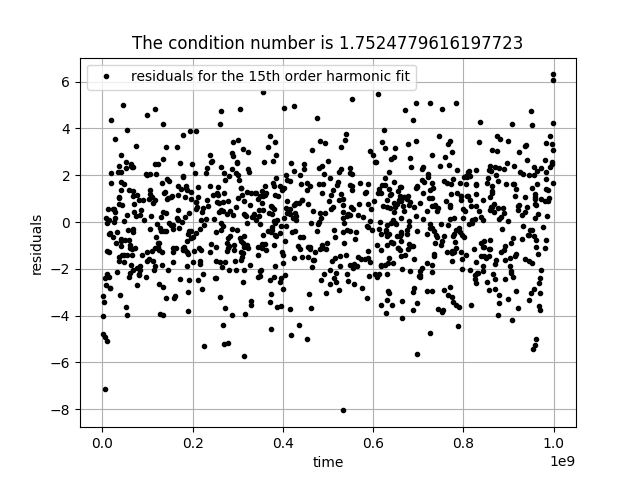 The condition number is 1.7524779616197723
residuals for the 15th order harmonic fit
6
4
2
0
−2
−4
−6
−8
residuals
0.0 0.2 0.4 0.6 0.8 1.0
time
1e9